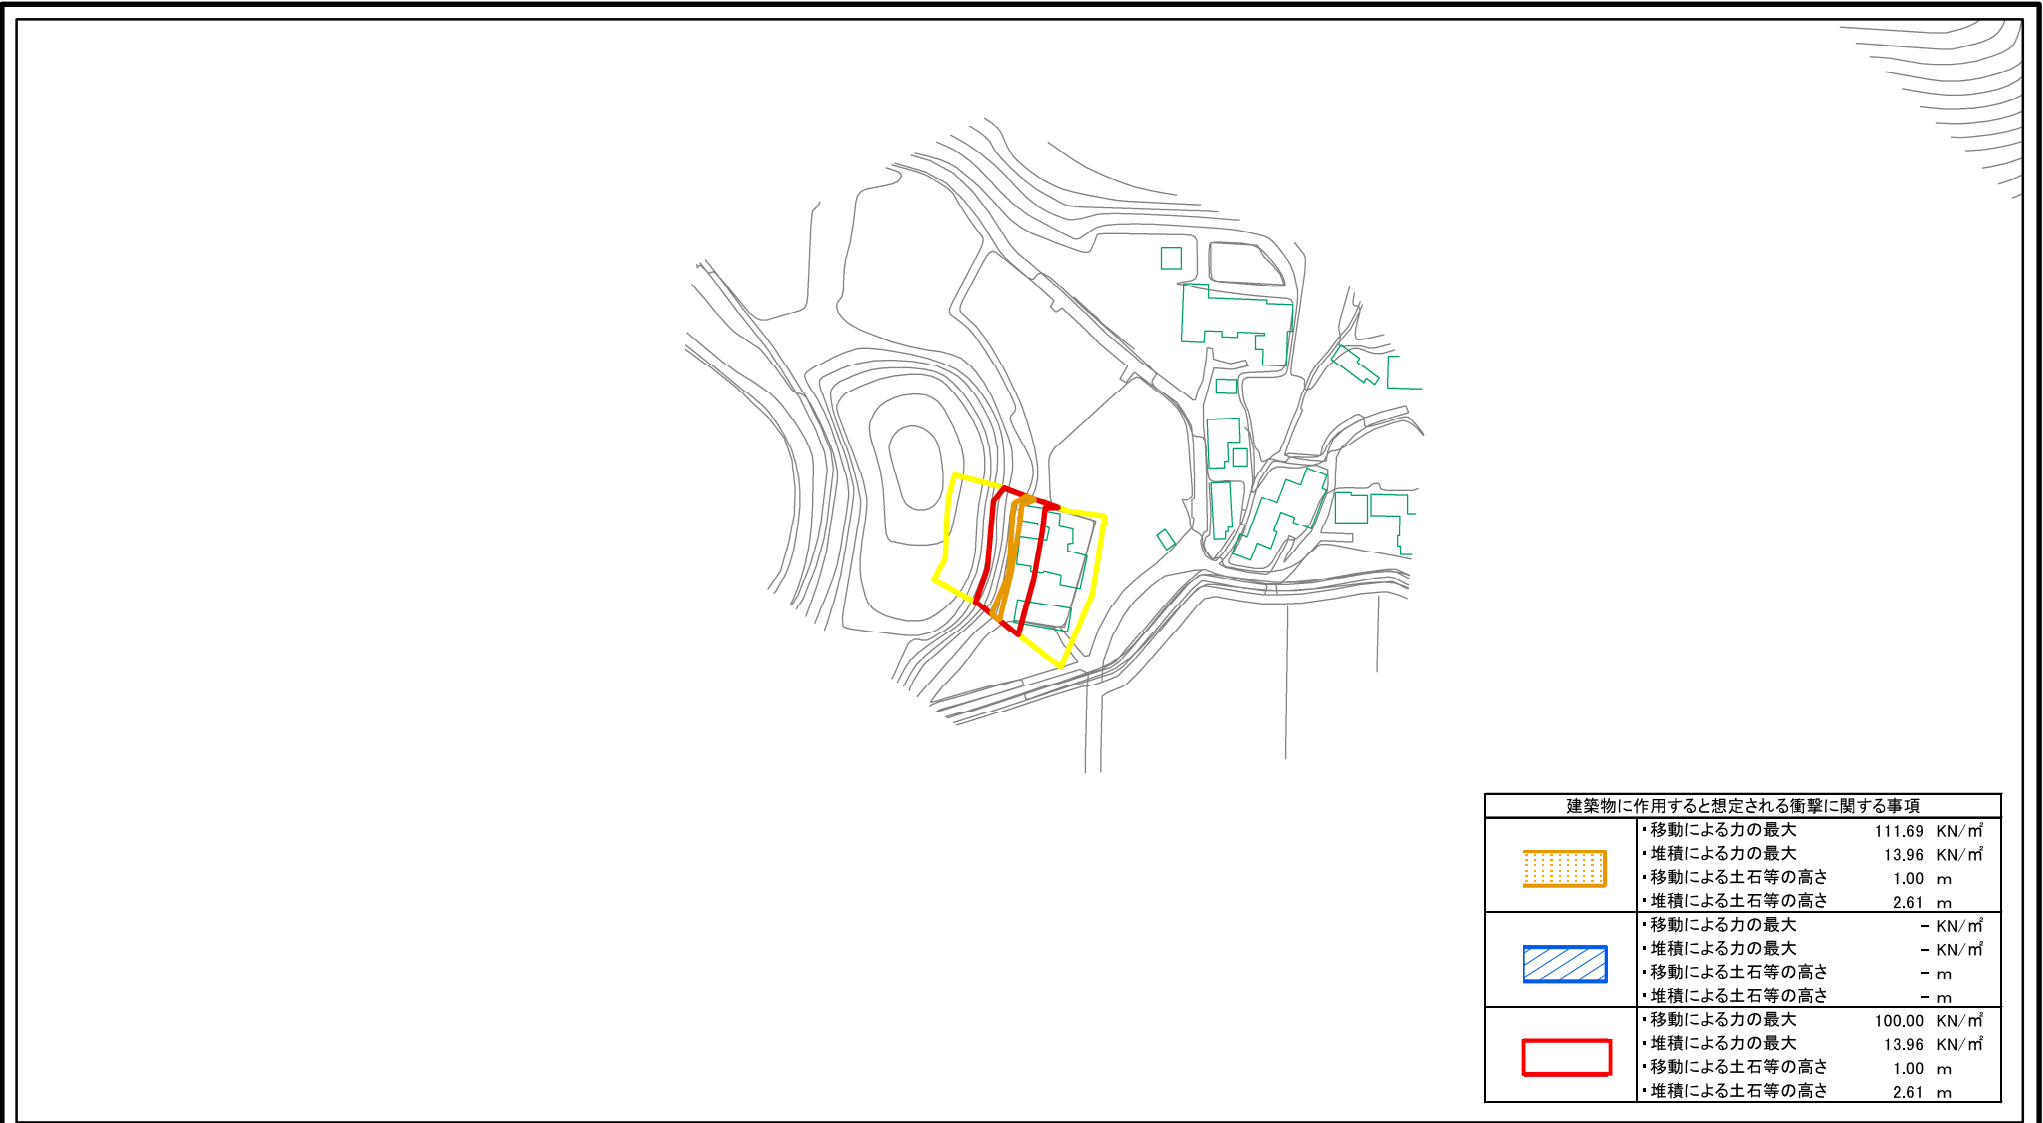 建築物に作用すると想定される衝撃に関する事項
・移動による力の最大 111.69 KN/㎡
・堆積による力の最大 13.96 KN/㎡
・移動による土石等の高さ 1.00 m
・堆積による土石等の高さ 2.61 m
・移動による力の最大 - KN/㎡
・堆積による力の最大 - KN/㎡
・移動による土石等の高さ - m
・堆積による土石等の高さ - m
・移動による力の最大 100.00 KN/㎡
・堆積による力の最大 13.96 KN/㎡
・移動による土石等の高さ 1.00 m
・堆積による土石等の高さ 2.61 m